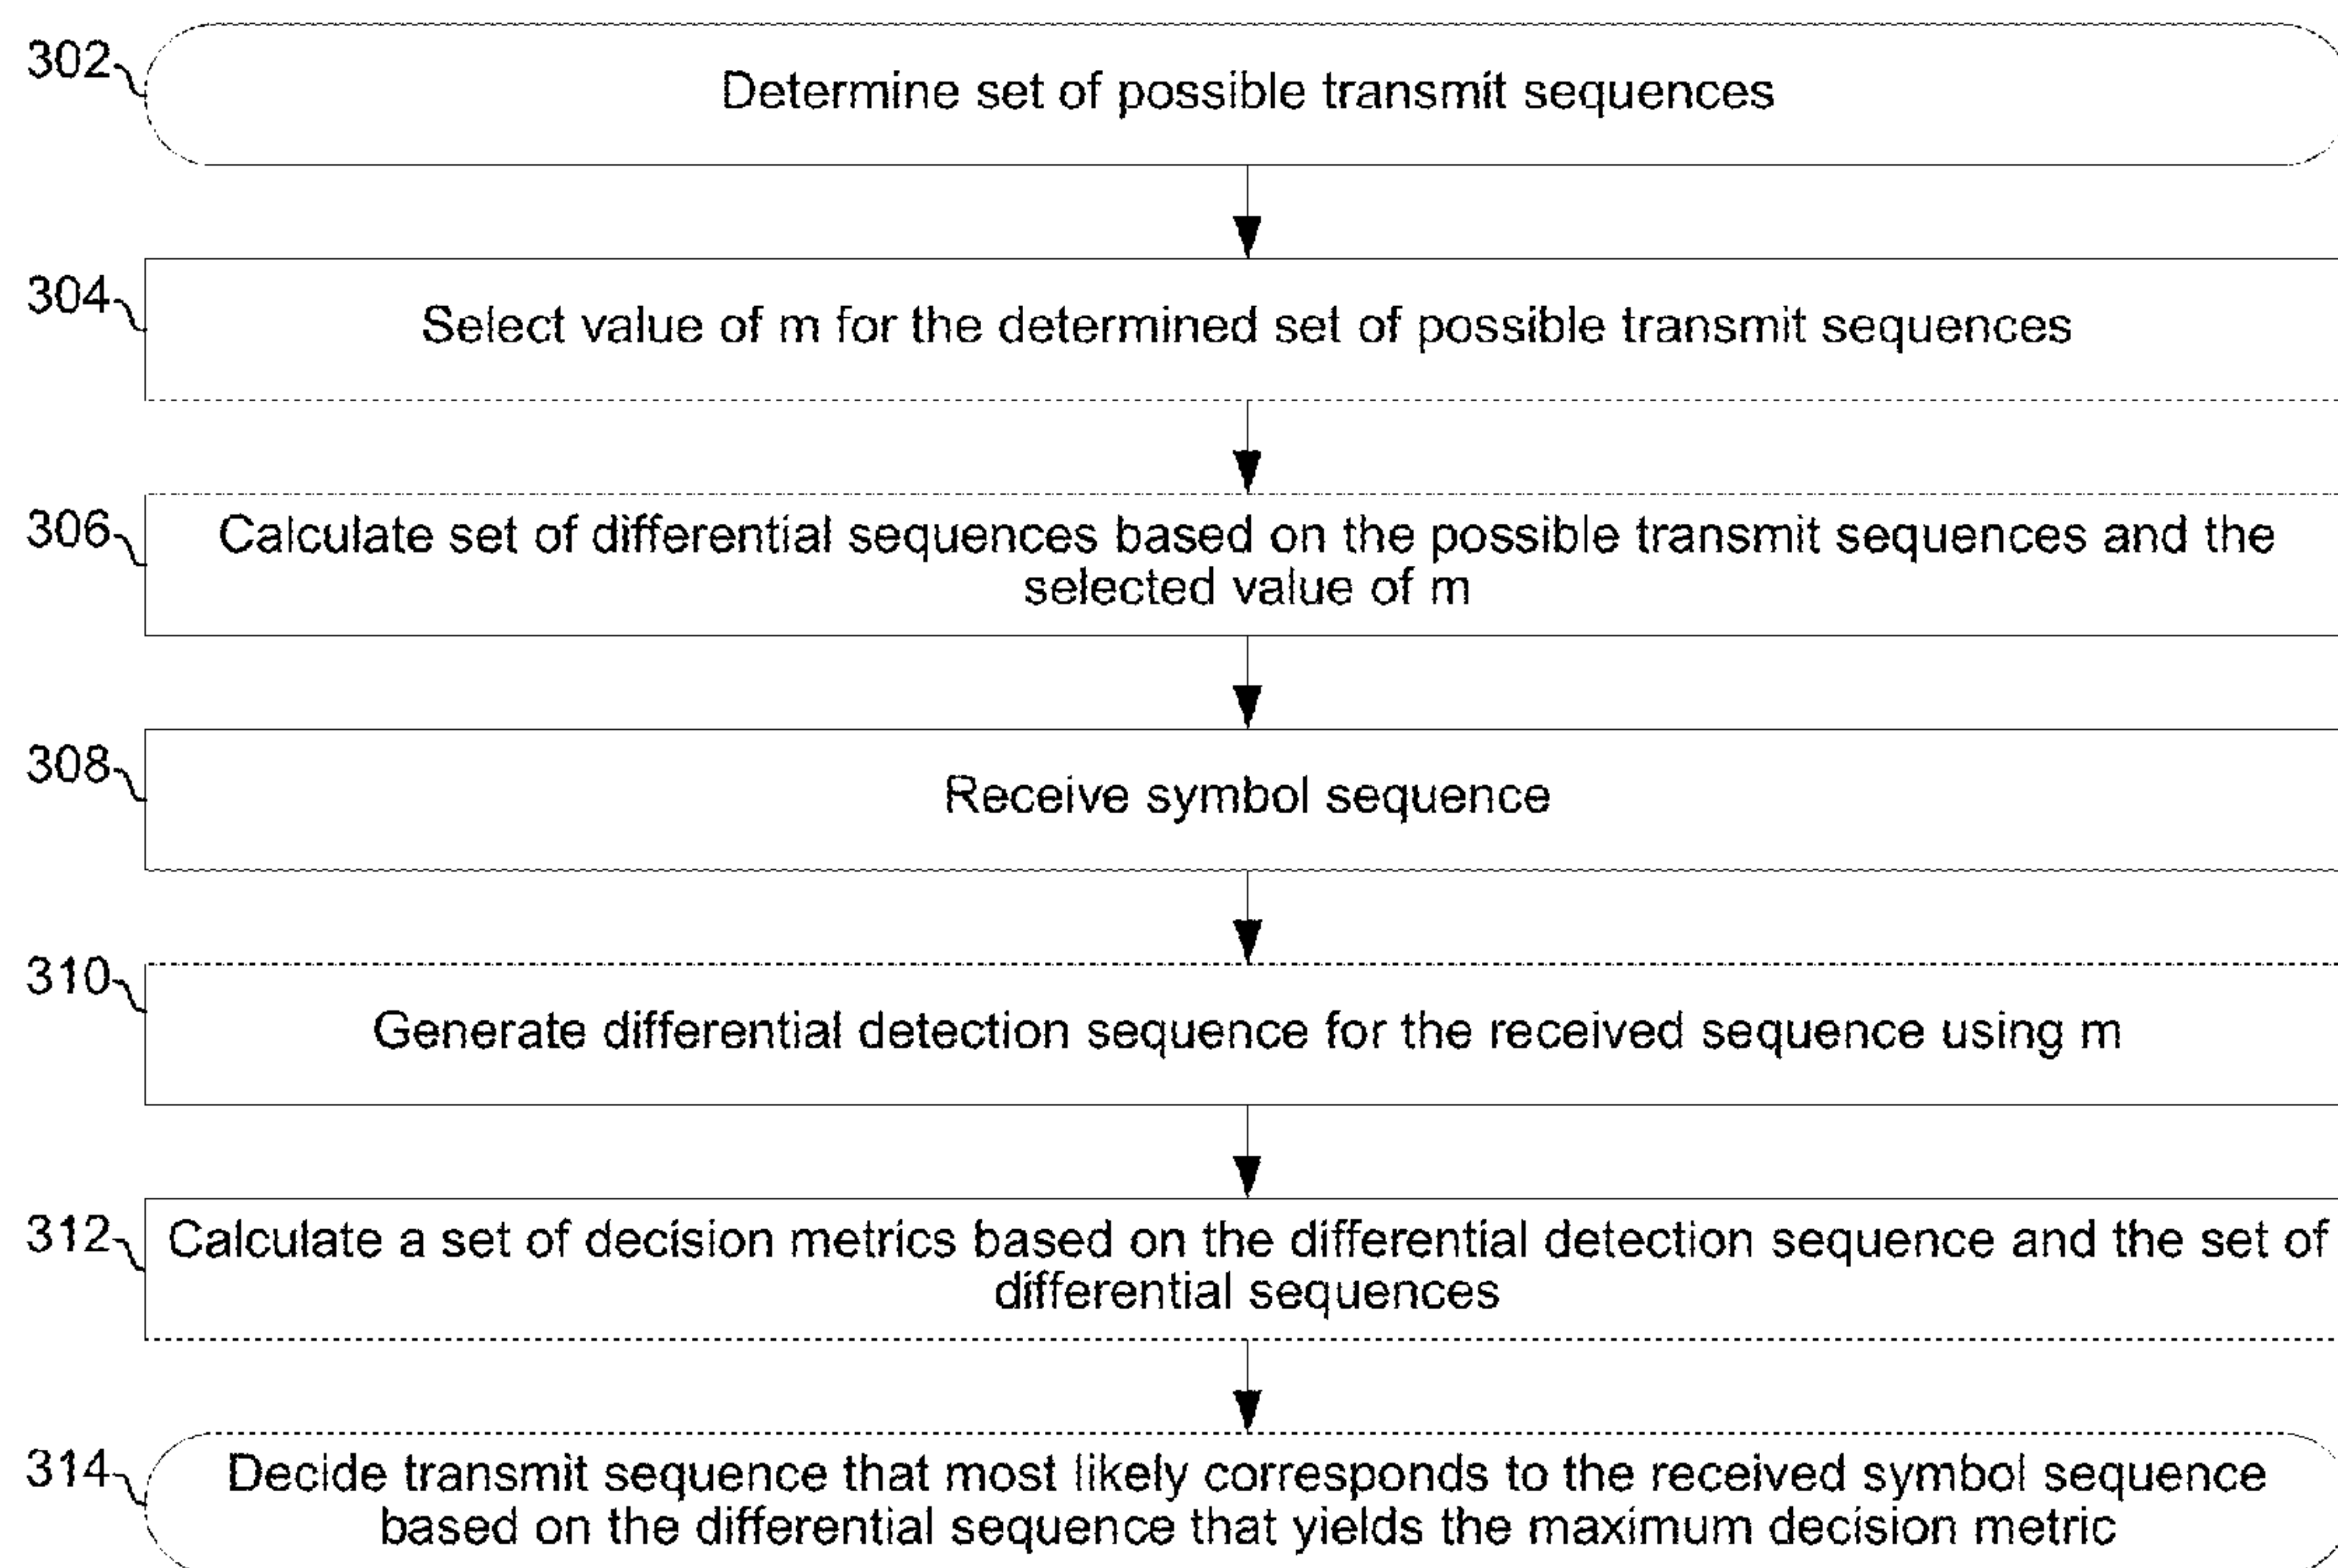 302
Determine set of possible transmit sequences
304
Select value of m for the determined set of possible transmit sequences
306
Calculate set of differential sequences based on the possible transmit sequences and the
selected value of m
308
Receive symbol sequence
310
Generate differential detection sequence for the received sequence using m
312
Calculate a set of decision metrics based on the differential detection sequence and the set of
differential sequences
314
Decide transmit sequence that most likely corresponds to the received symbol sequence
based on the differential sequence that yields the maximum decision metric